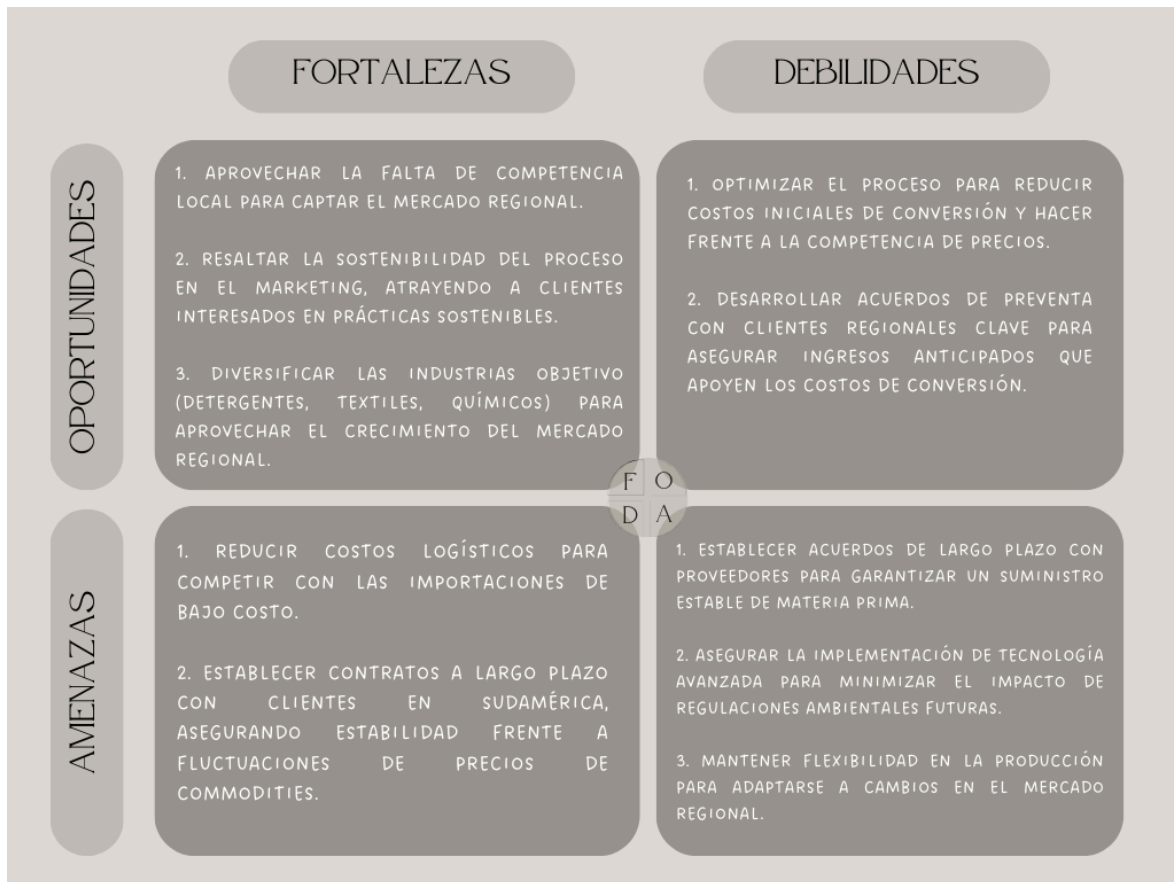 FORTALEZAS
DEBILIDADES
OPORTUNIDADES
1. APROVECHAR LA FALTA DE COMPETENCIA
LOCAL PARA CAPTAR EL MERCADO REGIONAL.
2. RESALTAR LA SOSTENIBILIDAD DEL PROCESO
EN EL MARKETING, ATRAYENDO A CLIENTES
INTERESADOS EN PRÁCTICAS SOSTENIBLES.
3. DIVERSIFICAR LAS INDUSTRIAS OBJETIVO
(DETERGENTES, TEXTILES, QUÍMICOS) PARA
APROVECHAR EL CRECIMIENTO DEL MERCADO
REGIONAL.
1. OPTIMIZAR EL PROCESO PARA REDUCIR
COSTOS INICIALES DE CONVERSIÓN Y HACER
FRENTE A LA COMPETENCIA DE PRECIOS.
2. DESARROLLAR ACUERDOS DE PREVENTA
CON CLIENTES REGIONALES CLAVE PARA
ASEGURAR INGRESOS ANTICIPADOS QUE
APOYEN LOS COSTOS DE CONVERSIÓN.
F O
D A
AMENAZAS
1. REDUCIR COSTOS LOGÍSTICOS PARA
COMPETIR CON LAS IMPORTACIONES DE
BAJO COSTO.
2. ESTABLECER CONTRATOS A LARGO PLAZO
CON CLIENTES EN SUDAMÉRICA,
ASEGURANDO ESTABILIDAD FRENTE A
FLUCTUACIONES DE PRECIOS DE
COMMODITIES.
1. ESTABLECER ACUERDOS DE LARGO PLAZO CON
PROVEEDORES PARA GARANTIZAR UN SUMINISTRO
ESTABLE DE MATERIA PRIMA.
2. ASEGURAR LA IMPLEMENTACIÓN DE TECNOLOGÍA
AVANZADA PARA MINIMIZAR EL IMPACTO DE
REGULACIONES AMBIENTALES FUTURAS.
3. MANTENER FLEXIBILIDAD EN LA PRODUCCIÓN
PARA ADAPTARSE A CAMBIOS EN EL MERCADO
REGIONAL.